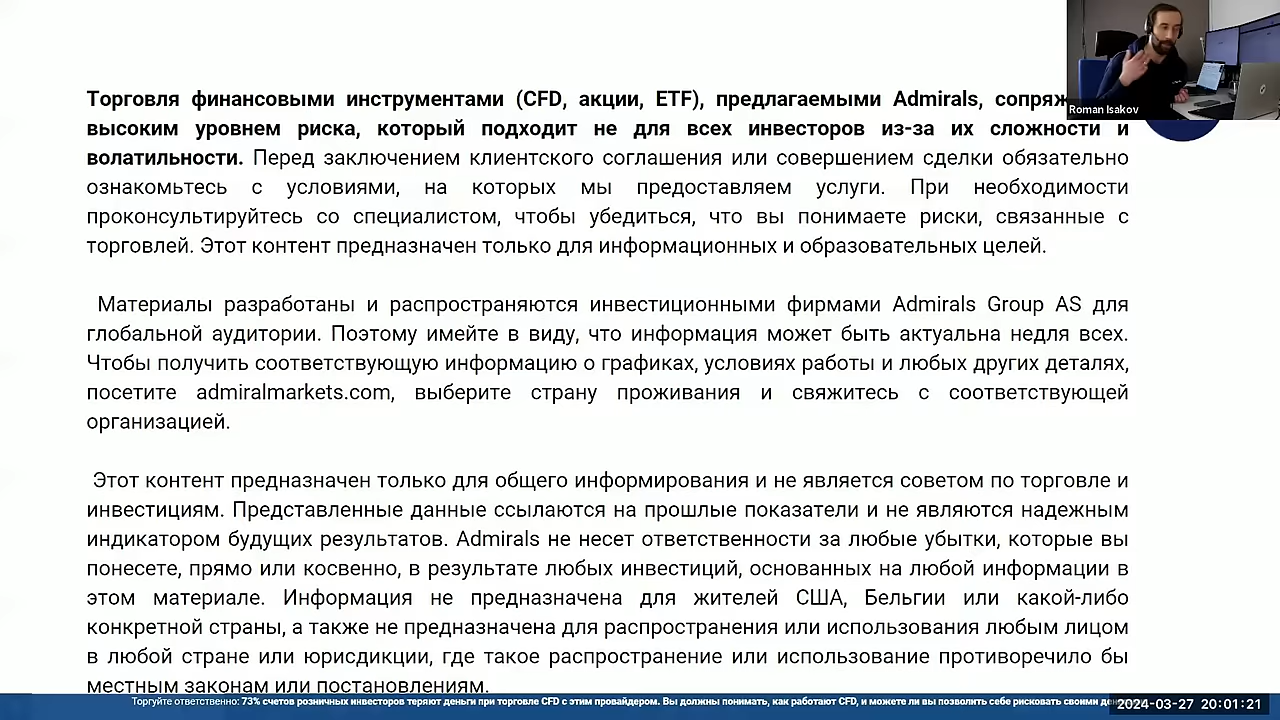 Торговля финансовыми инструментами (CFD, акции, ETF), предлагаемыми Admirals,
Roman Isakov
высоким уровнем риска, который подходит не для всех инвесторов из-за их сложности и
волатильности. Перед заключением клиентского соглашения или совершением сделки обязательно
ознакомьтесь с условиями, на которых мы предоставляем услуги. При необходимости
проконсультируйтесь со специалистом, чтобы убедиться, что вы понимаете риски, связанные с
торговлей. Этот контент предназначен только для информационных и образовательных целей.
Материалы разработаны и распространяются инвестиционными фирмами Admirals Group AS для
глобальной аудитории. Поэтому имейте в виду, что информация может быть актуальна недля всех.
Чтобы получить соответствующую информацию о графиках, условиях работы и любых других деталях,
посетите admiralmarkets.com, выберите страну проживания и свяжитесь с соответствующей
организацией.
Этот контент предназначен только для общего информирования и не является советом по торговле и
инвестициям. Представленные данные ссылаются на прошлые показатели и не являются надежным
индикатором будущих результатов. Admirals не несет ответственности за любые убытки, которые вы
понесете, прямо или косвенно, в результате любых инвестиций, основанных на любой информации в
этом материале. Информация не предназначена для жителей США, Бельгии или какой-либо
конкретной страны, а также не предназначена для распространения или использования любым лицом
в любой стране или юрисдикции, где такое распространение или использование противоречило бы
местным законам или постановлениям.
Торгуйте ответственно: 73% счетов розничных инвесторов теряют деньги при торговле CFD с этим провайдером. Вы должны понимать, как работают CFD, и можете ли вы позволить себе рисковать своими
2024-03-27 20:01:21